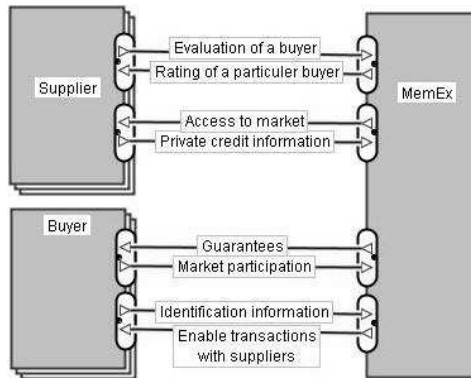 Supplier
MemEx
Evaluation of a buyer
Rating of a particuler buyer
Access to market
Private credit information
Buyer
Guarantees
Market participation
Identification information
Enable transactions
with suppliers